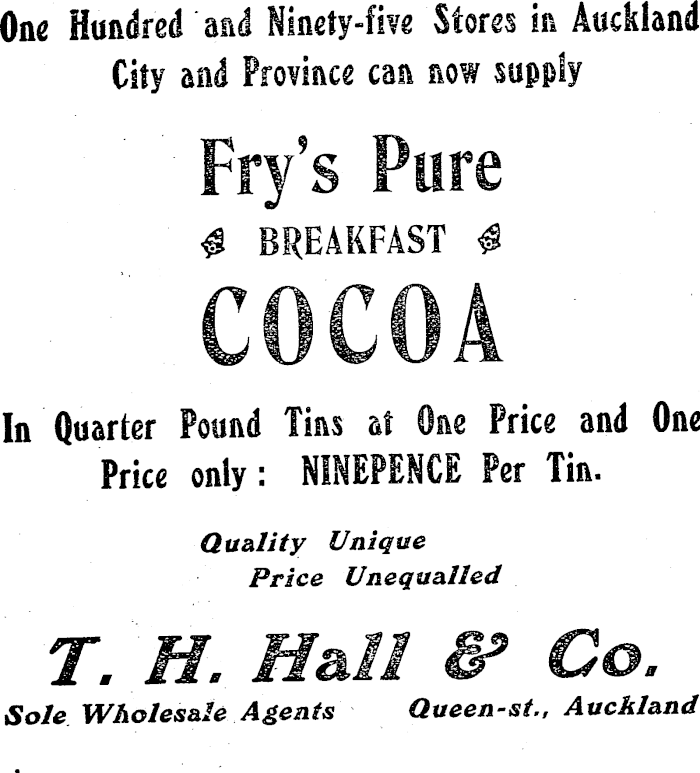 One Hundred and Ninety-five Stores in Auckland
City and Province can now supply
Fry's Pure
BREAKFAST
COCOA
In Quarter Pound Tins at One Price and One
Price only : NINEPENCE Per Tin.
Quality Unique
Price Unequalled
T. H. Hall & Co.
Sole Wholesale Agents Queen-st., Auckland